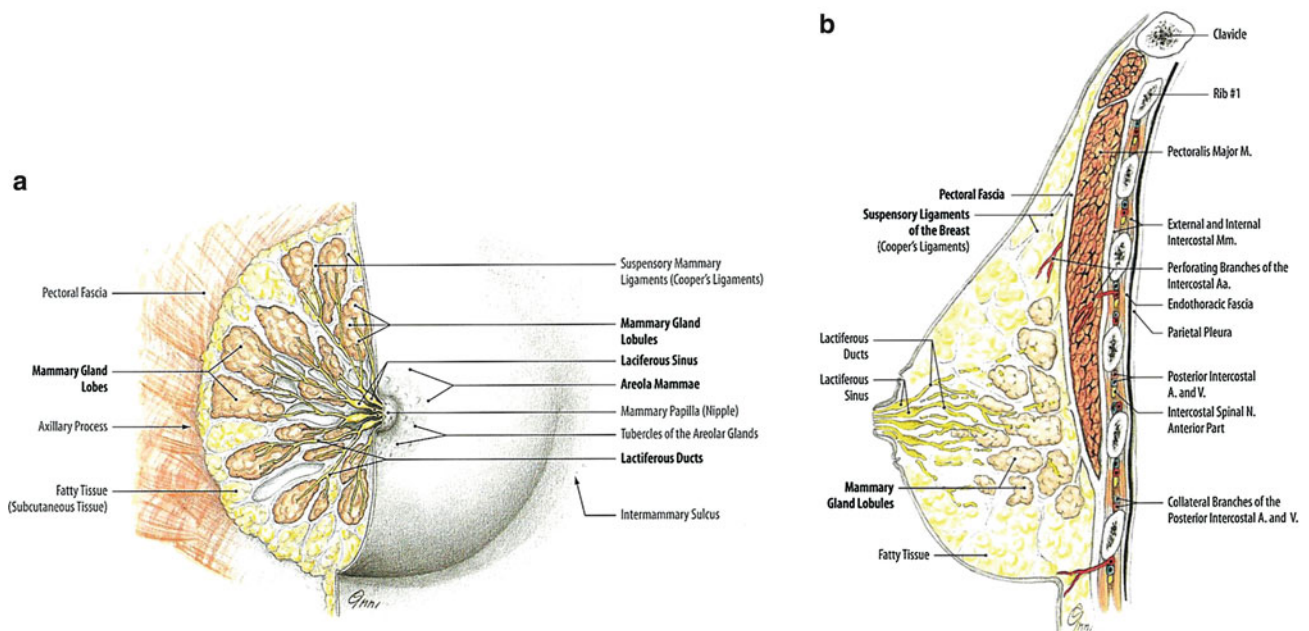 a
Pectoral Fascia
Mammary Gland
Lobes
Axillary Process
Fatty Tissue
(Subcutaneous Tissue)
Suspensory Mammary
Ligaments (Cooper's Ligaments)
Mammary Gland
Lobules
Laciferous Sinus
Areola Mammae
Mammary Papilla (Nipple)
Tubercles of the Areolar Glands
Lactiferous Ducts
Intermammary Sulcus
b
Pectoral Fascia
Suspensory Ligaments
of the Breast
(Cooper's Ligaments)
Lactiferous
Ducts
Lactiferous
Sinus
Mammary
Gland Lobules
Fatty Tissue
Clavicle
Rib #1
Pectoralis Major M.
External and Internal
Intercostal Mm.
Perforating Branches of the
Intercostal Aa.
Endothoracic Fascia
Parietal Pleura
Posterior Intercostal
A. and V.
Intercostal Spinal N.
Anterior Part
Collateral Branches of the
Posterior Intercostal A. and V.